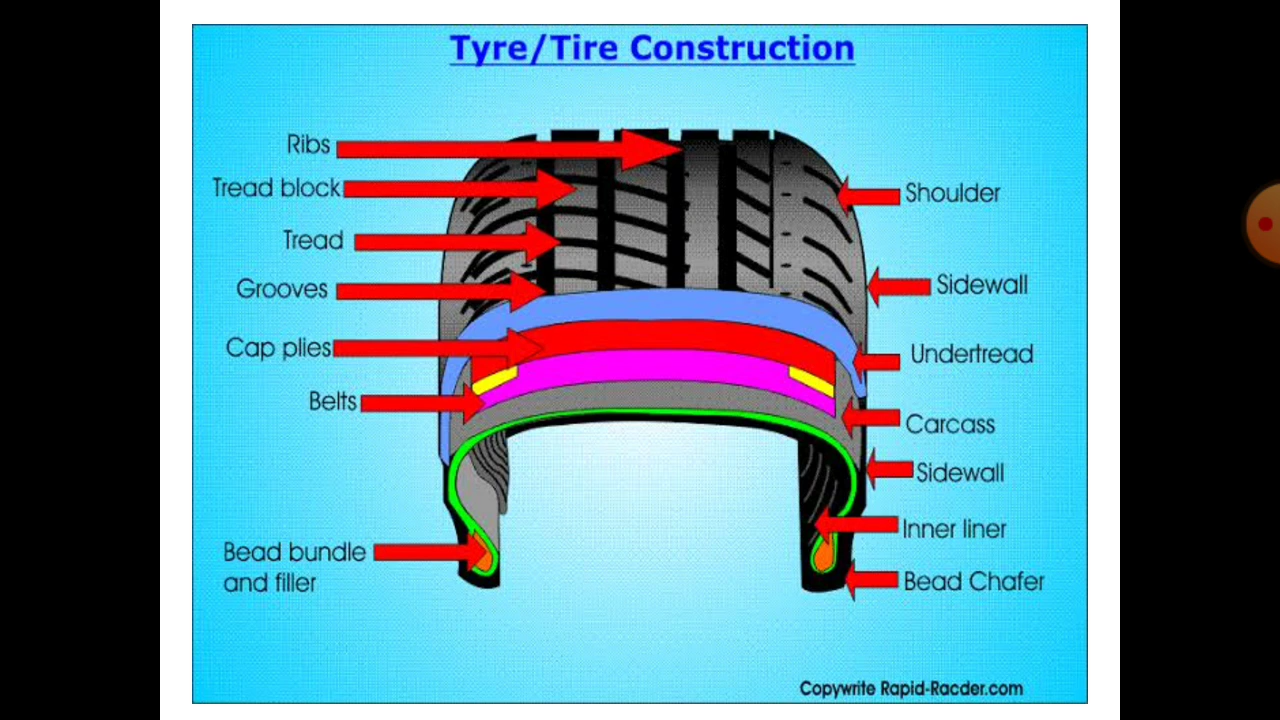 Tyre/Tire Construction
Ribs
Tread block
Tread
Grooves
Cap plies
Belts
Bead bundle
and filler
Shoulder
Sidewall
Undertread
Carcass
Sidewall
Inner liner
Bead Chafer
Copywrite Rapid-Racder.com